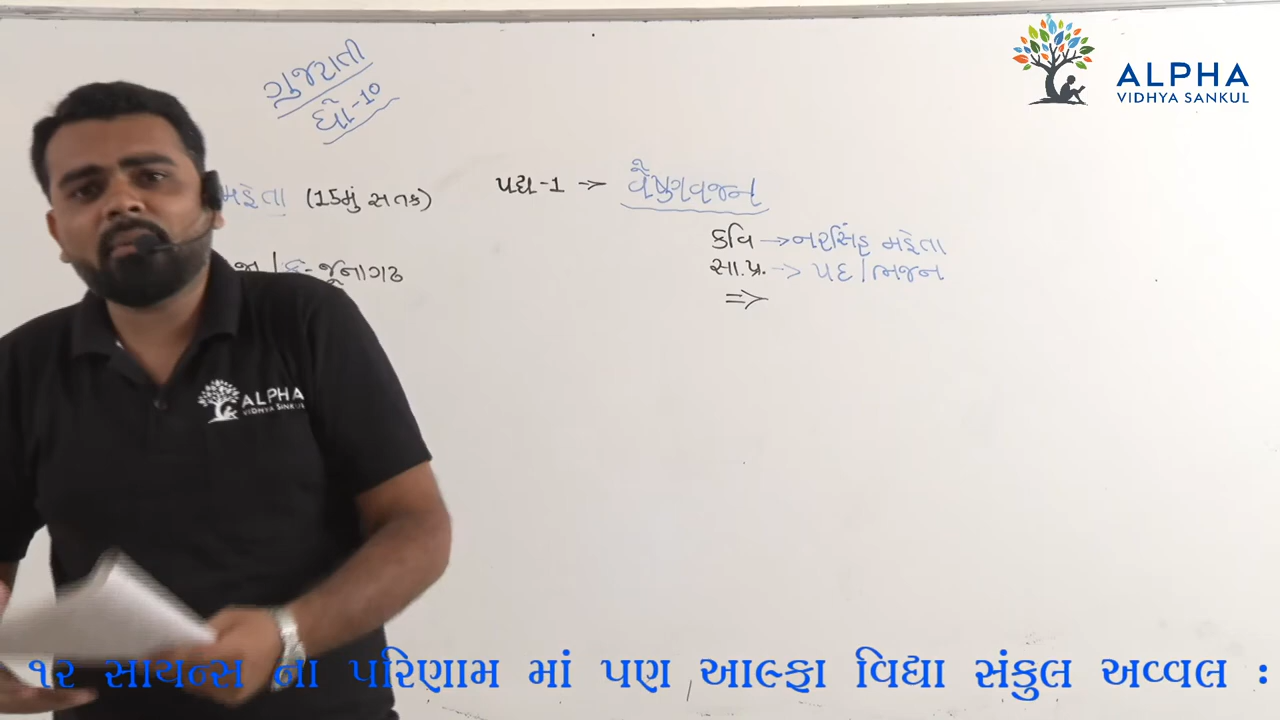 ગુજરાતી
ધો-૧૦
ALPHA
VIDHYA SANKUL
મહેતા (15મું સતક)
પદ્ય-1 → વૈષ્ણવજન
કવિ → નરસિંહ મહેતા
સા.પ્ર. → પદ / ભજન
⇒
જૂનાગઢ
ALPHA
VIDHYA SANKUL
૧૨ સાયન્સ ના પરિણામ માં પણ આલ્ફા વિદ્યા સંકુલ અવ્વલ :